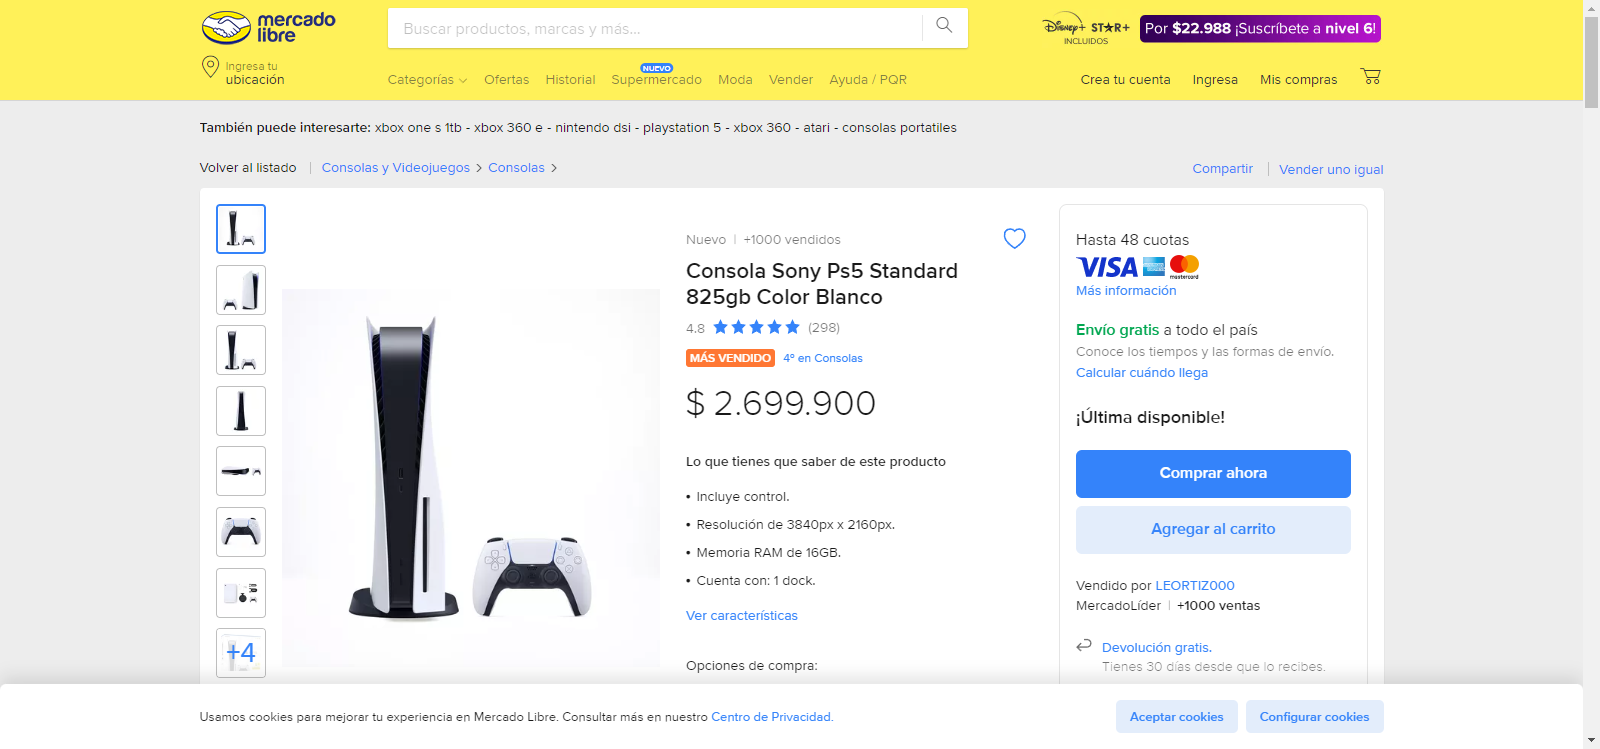 mercado
libre
Buscar productos, marcas y más...
Disney+ STAR+
INCLUIDOS
Por $22.988 ¡Suscríbete a nivel 6!
Ingresa tu
ubicación
NUEVO
Categorías Ofertas Historial Supermercado Moda Vender Ayuda / PQR
Crea tu cuenta Ingresa Mis compras
También puede interesarte: xbox one s 1tb - xbox 360 e - nintendo dsi - playstation 5 - xbox 360 - atari - consolas portatiles
Volver al listado | Consolas y Videojuegos > Consolas >
Compartir | Vender uno igual
Nuevo | +1000 vendidos
Consola Sony Ps5 Standard
825gb Color Blanco
4.8 (298)
MÁS VENDIDO 4º en Consolas
$ 2.699.900
Lo que tienes que saber de este producto
• Incluye control.
• Resolución de 3840px x 2160px.
• Memoria RAM de 16GB.
• Cuenta con: 1 dock.
Ver características
Opciones de compra:
+4
Hasta 48 cuotas
VISA
mastercard
Más información
Envío gratis a todo el país
Conoce los tiempos y las formas de envío.
Calcular cuándo llega
¡Última disponible!
Comprar ahora
Agregar al carrito
Vendido por LEORTIZ000
MercadoLíder | +1000 ventas
Devolución gratis.
Tienes 30 días desde que lo recibes.
Usamos cookies para mejorar tu experiencia en Mercado Libre. Consultar más en nuestro Centro de Privacidad.
Aceptar cookies
Configurar cookies